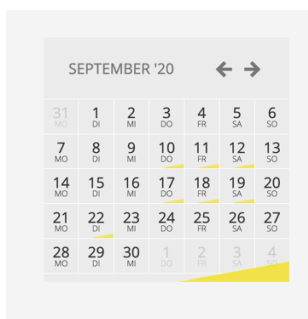 SEPTEMBER '20
31 1 2 3 4 5 6
MO DI MI DO FR SA SO
7 8 9 10 11 12 13
MO DI MI DO FR SA SO
14 15 16 17 18 19 20
MO DI MI DO FR SA SO
21 22 23 24 25 26 27
MO DI MI DO FR SA SO
28 29 30 1 2 3 4
MO DI MI DO FR SA SO